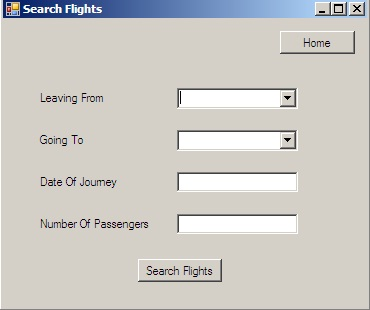 Search Flights
Home
Leaving From
Going To
Date Of Journey
Number Of Passengers
Search Flights